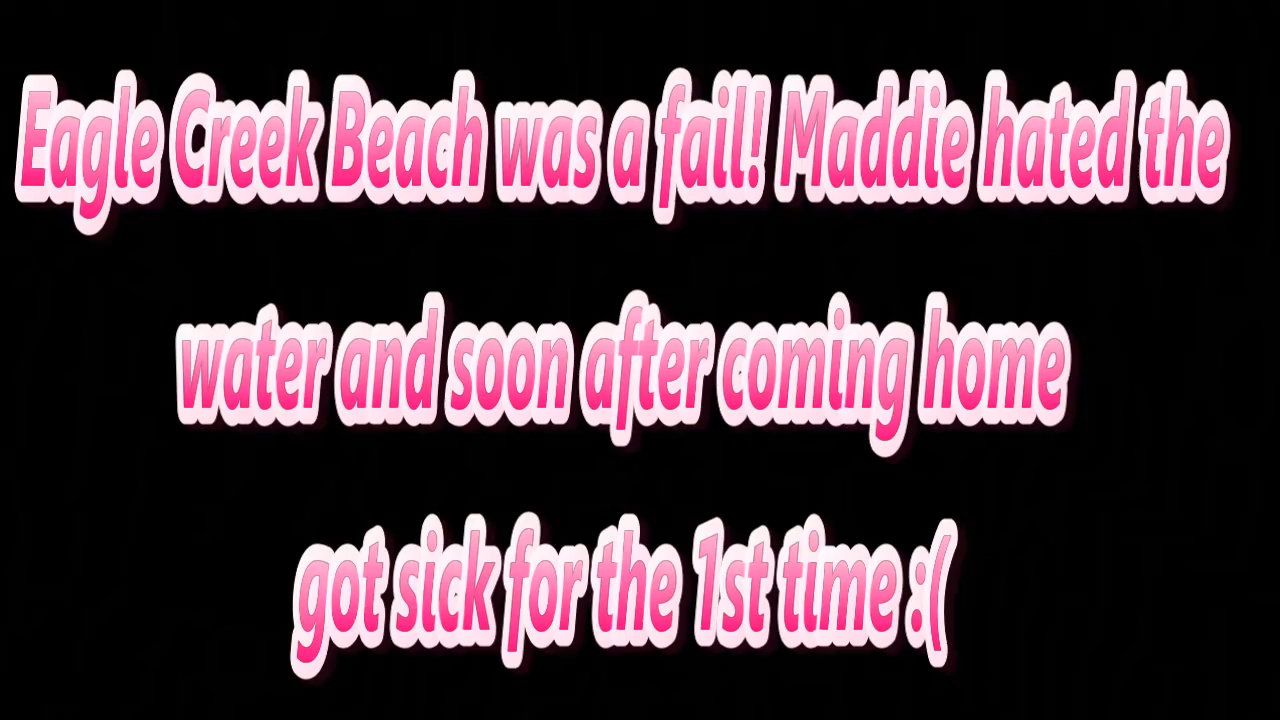 Eagle Creek Beach was a fail! Maddie hated the
water and soon after coming home
got sick for the 1st time :(